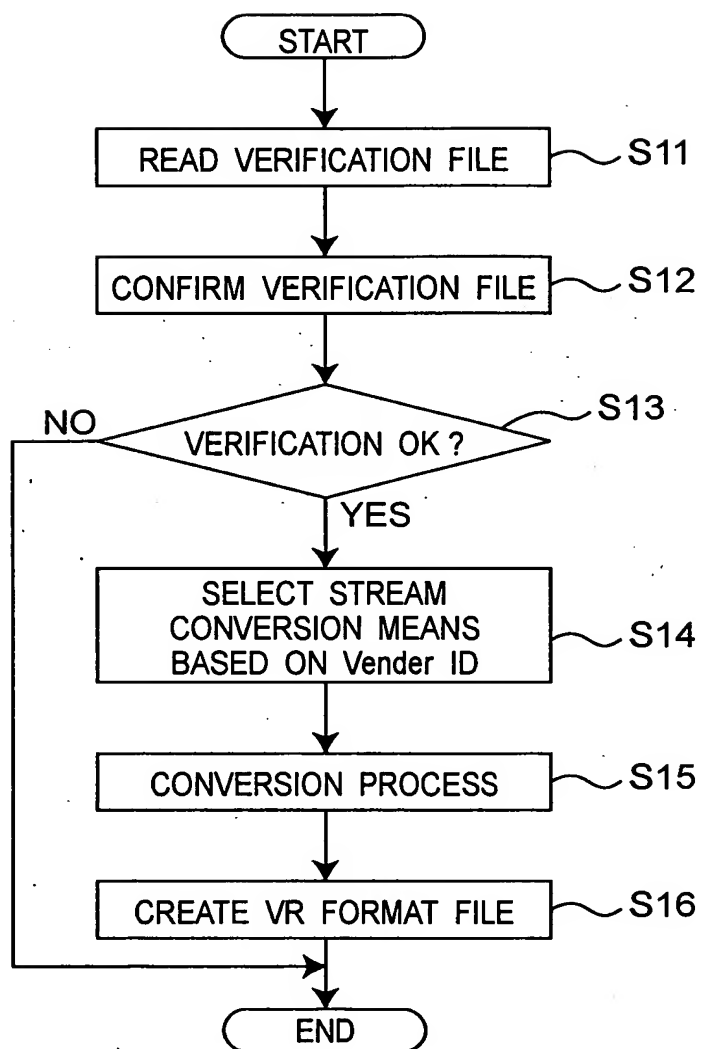 START
READ VERIFICATION FILE
S11
CONFIRM VERIFICATION FILE
S12
VERIFICATION OK ?
S13
NO
YES
SELECT STREAM
CONVERSION MEANS
BASED ON Vender ID
S14
CONVERSION PROCESS
S15
CREATE VR FORMAT FILE
S16
END